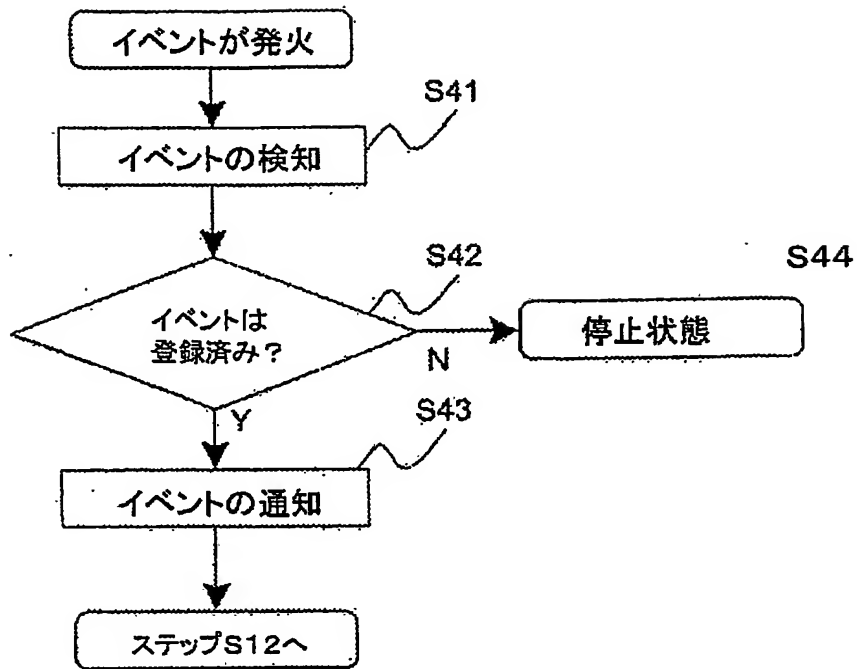 イベントが発火
S41
イベントの検知
S42
S44
イベントは
登録済み?
停止状態
N
Y
S43
イベントの通知
ステップS12へ